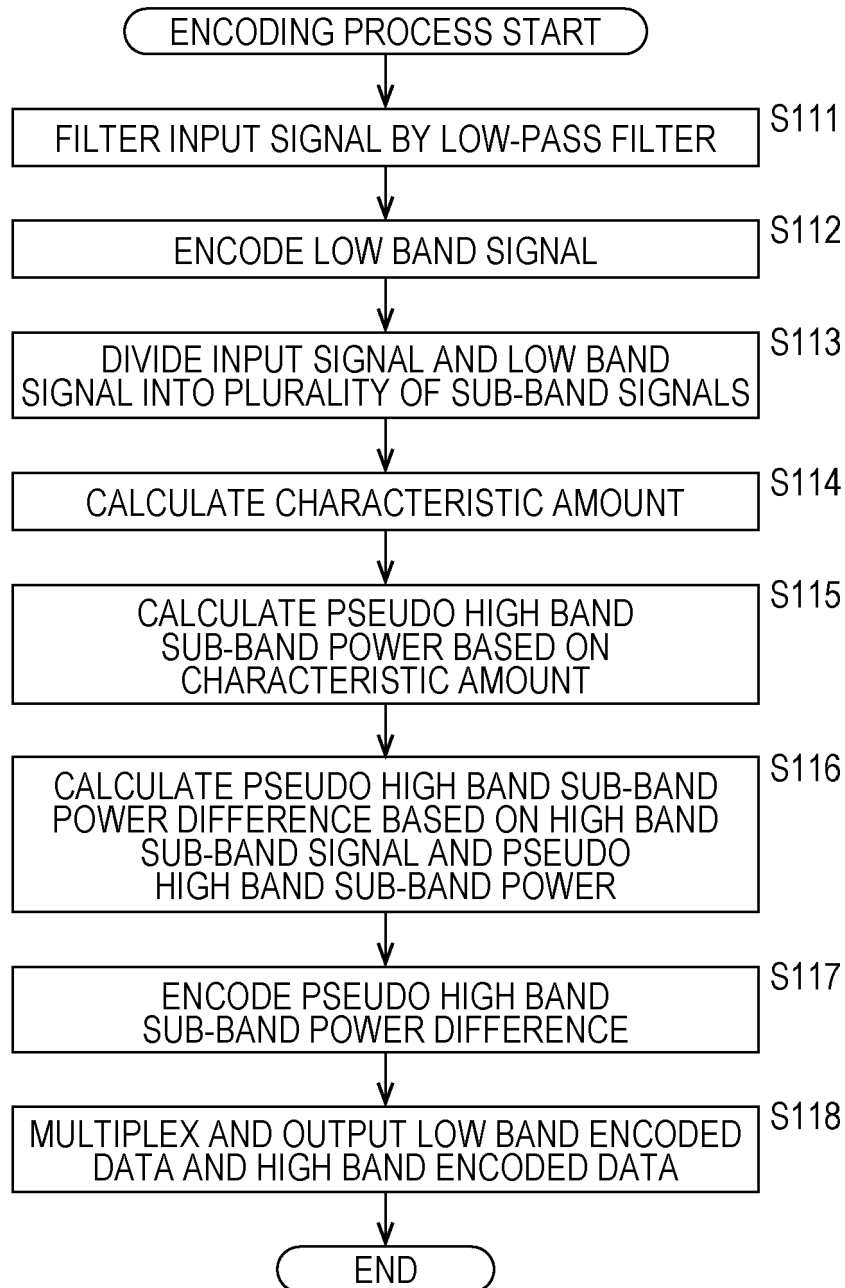 ENCODING PROCESS START
S111
FILTER INPUT SIGNAL BY LOW-PASS FILTER
S112
ENCODE LOW BAND SIGNAL
S113
DIVIDE INPUT SIGNAL AND LOW BAND
SIGNAL INTO PLURALITY OF SUB-BAND SIGNALS
S114
CALCULATE CHARACTERISTIC AMOUNT
S115
CALCULATE PSEUDO HIGH BAND
SUB-BAND POWER BASED ON
CHARACTERISTIC AMOUNT
S116
CALCULATE PSEUDO HIGH BAND SUB-BAND
POWER DIFFERENCE BASED ON HIGH BAND
SUB-BAND SIGNAL AND PSEUDO
HIGH BAND SUB-BAND POWER
S117
ENCODE PSEUDO HIGH BAND
SUB-BAND POWER DIFFERENCE
S118
MULTIPLEX AND OUTPUT LOW BAND ENCODED
DATA AND HIGH BAND ENCODED DATA
END